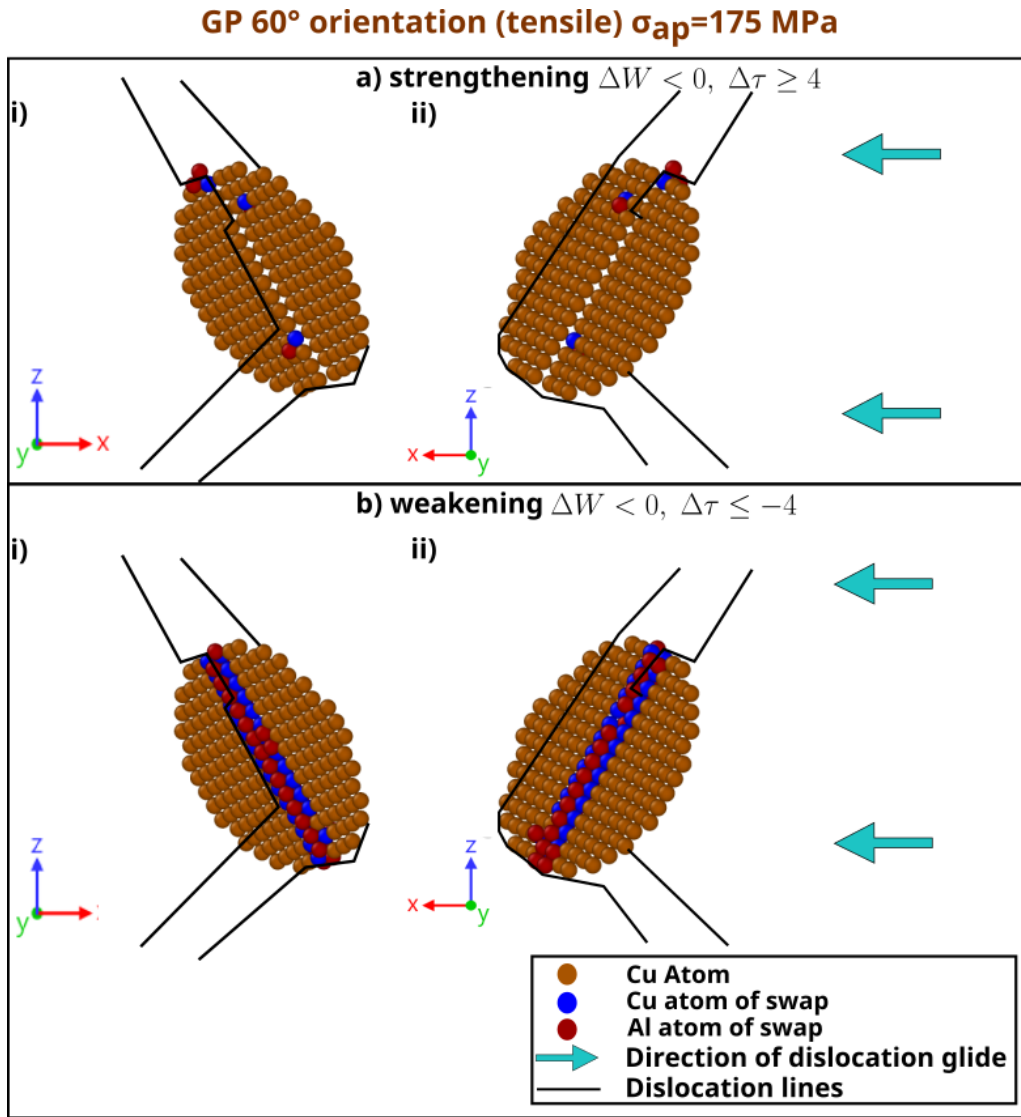 GP 60° orientation (tensile) σap=175 MPa
a) strengthening ΔW < 0, Δτ ≥ 4
i)
ii)
z
y
x
z
x
y
b) weakening ΔW < 0, Δτ ≤ −4
i)
ii)
z
y
z
x
y
Cu Atom
Cu atom of swap
Al atom of swap
Direction of dislocation glide
Dislocation lines